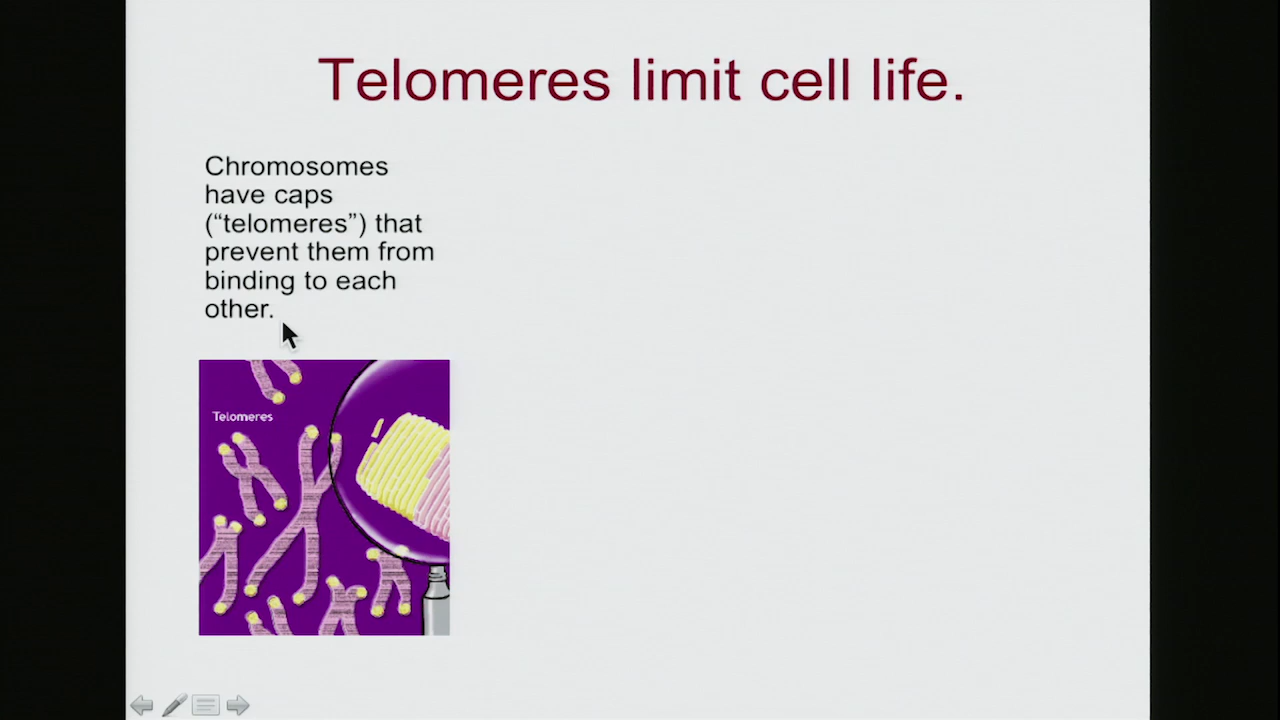 Telomeres limit cell life.
Chromosomes
have caps
(“telomeres”) that
prevent them from
binding to each
other.
Telomeres